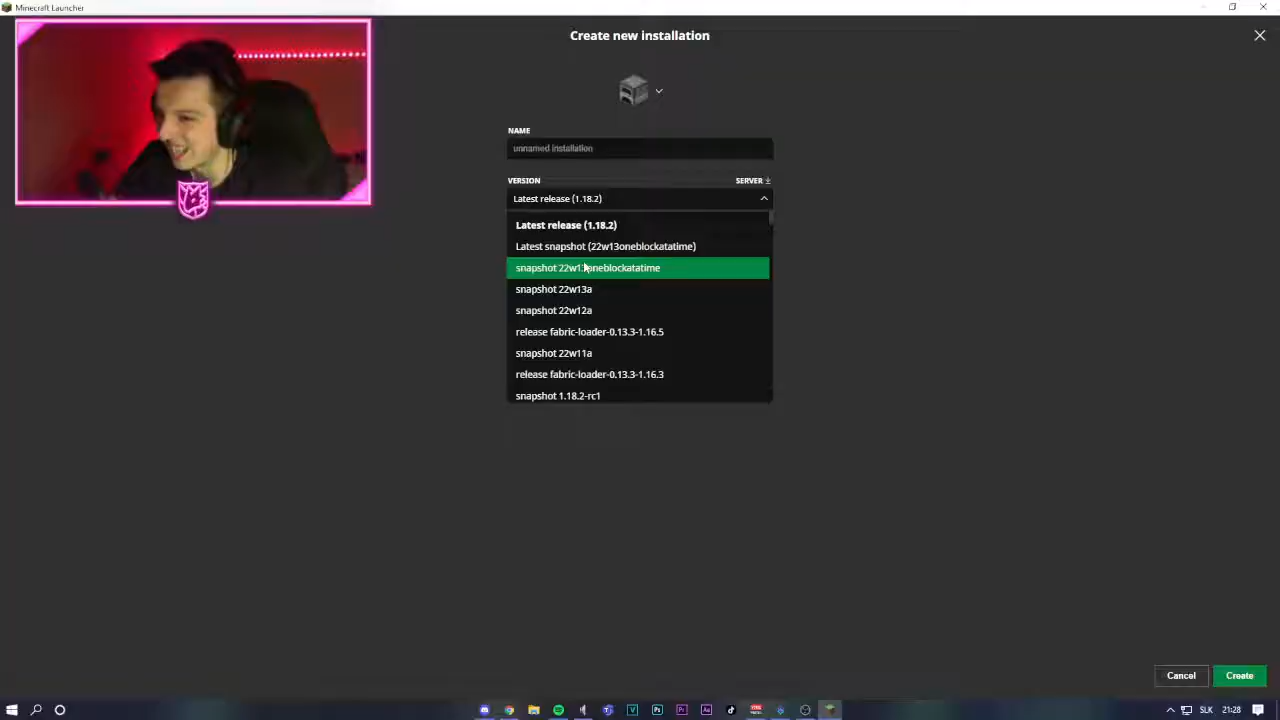 Minecraft Launcher
Create new installation
NAME
unnamed installation
VERSION
SERVER
Latest release (1.18.2)
Latest release (1.18.2)
Latest snapshot (22w13oneblockatatime)
snapshot 22w13oneblockatatime
snapshot 22w13a
snapshot 22w12a
release fabric-loader-0.13.3-1.16.5
snapshot 22w11a
release fabric-loader-0.13.3-1.16.3
snapshot 1.18.2-rc1
Cancel
Create
SLK
21:28